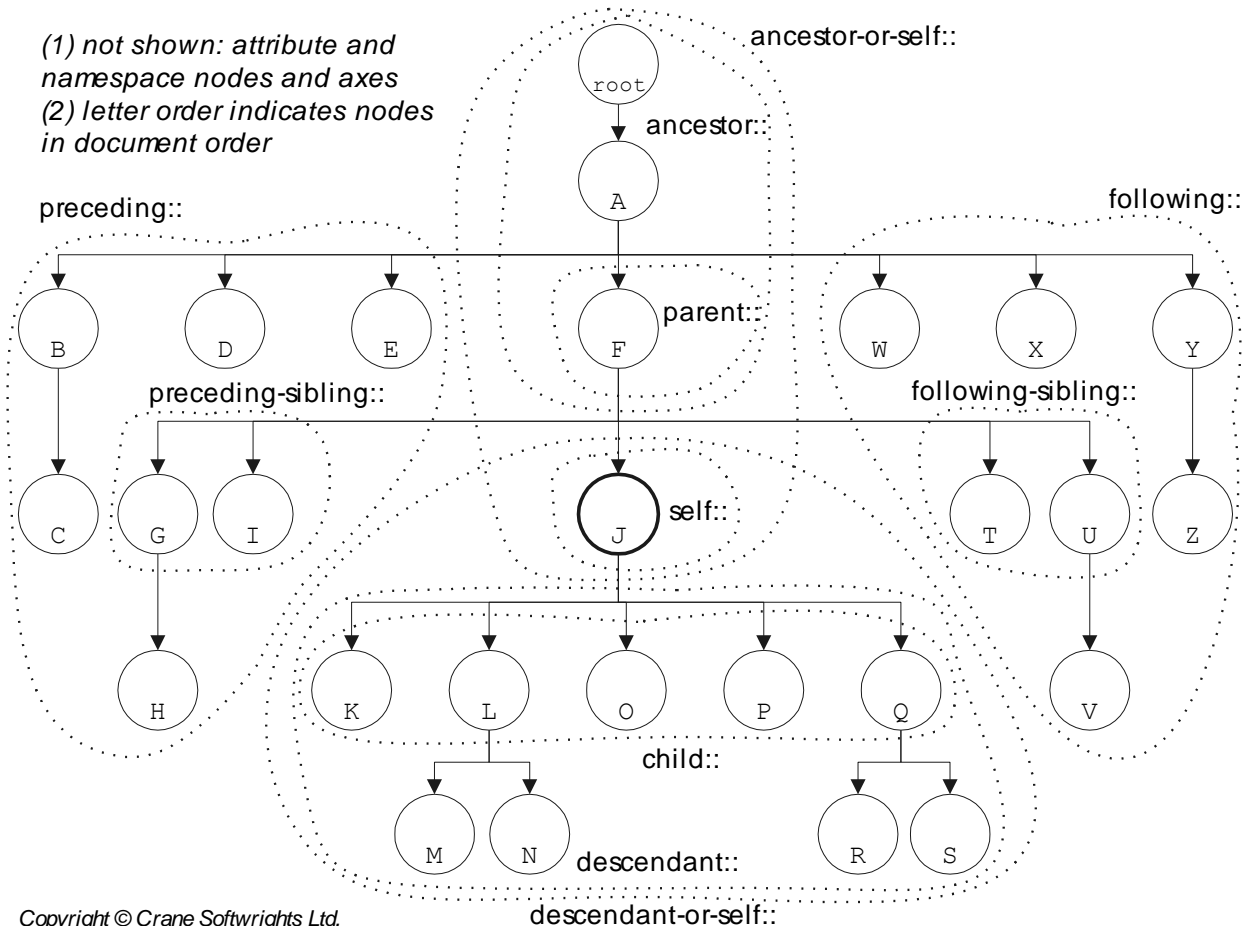 (1) not shown: attribute and
namespace nodes and axes
(2) letter order indicates nodes
in document order
ancestor-or-self::
root
ancestor::
A
preceding::
following::
parent::
B
D
E
F
W
X
Y
preceding-sibling::
following-sibling::
self::
C
G
I
J
T
U
Z
H
K
L
O
P
Q
V
child::
M
N
descendant::
R
S
descendant-or-self::
Copyright © Crane Softwrights Ltd.